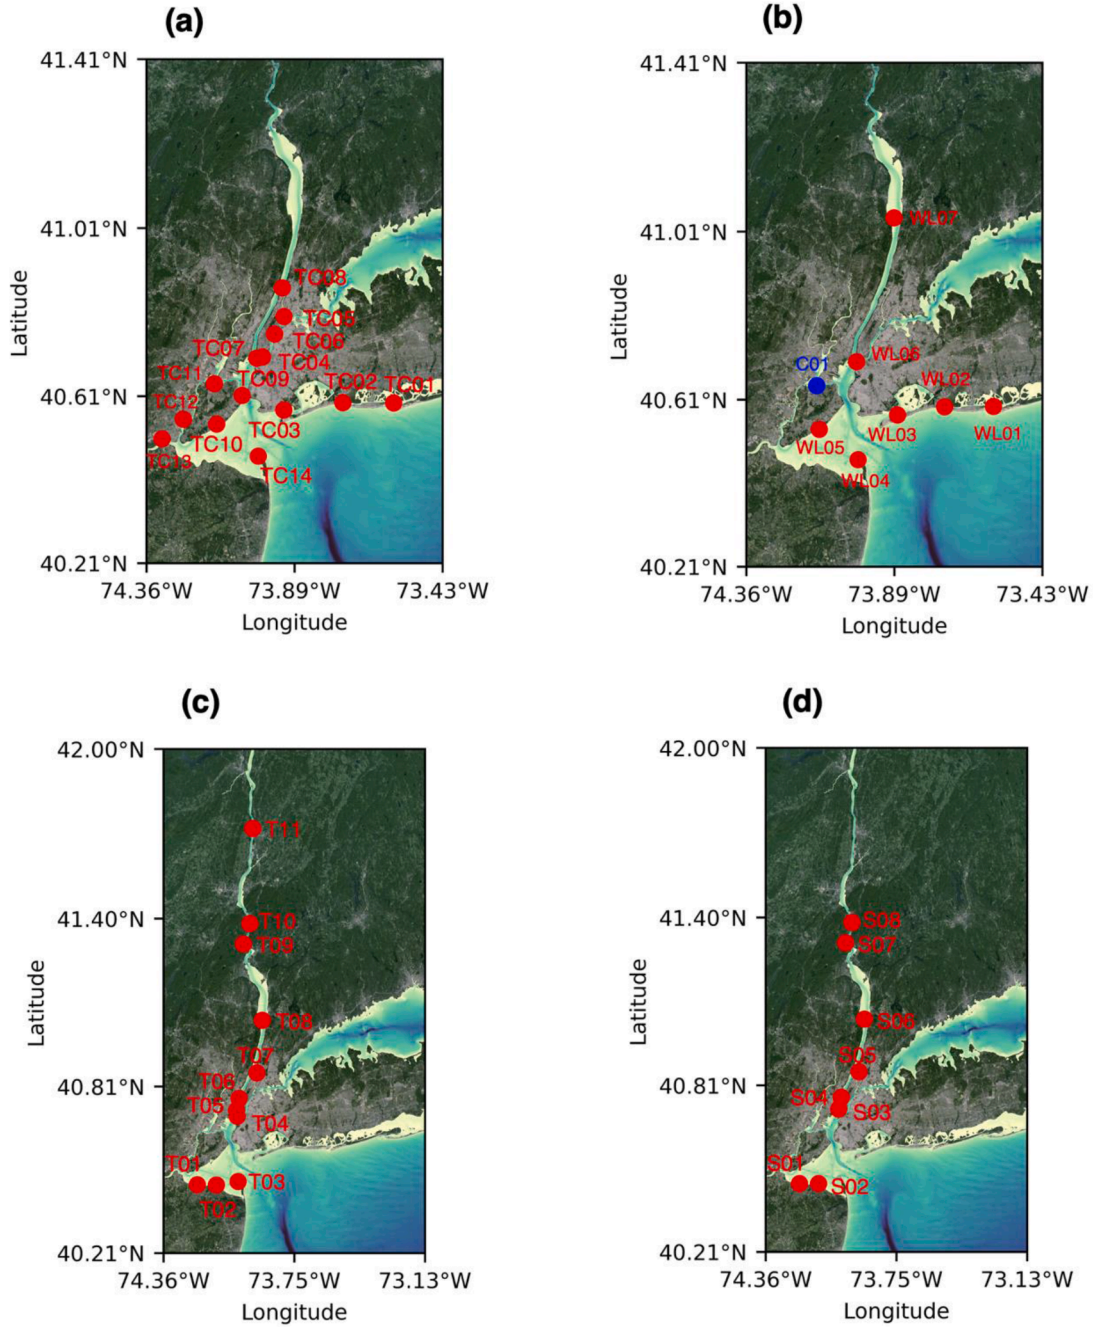 (a)
41.41°N
41.01°N
40.61°N
40.21°N
74.36°W
73.89°W
73.43°W
Latitude
Longitude
TC08
TC05
TC06
TC07
TC04
TC11
TC09
TC02
TC01
TC12
TC10
TC03
TC13
TC14
(b)
41.41°N
41.01°N
40.61°N
40.21°N
74.36°W
73.89°W
73.43°W
Latitude
Longitude
WL07
WL06
C01
WL02
WL03
WL01
WL05
WL04
(c)
42.00°N
41.40°N
40.81°N
40.21°N
74.36°W
73.75°W
73.13°W
Latitude
Longitude
T11
T10
T09
T08
T07
T06
T05
T04
T01
T03
T02
(d)
42.00°N
41.40°N
40.81°N
40.21°N
74.36°W
73.75°W
73.13°W
Latitude
Longitude
S08
S07
S06
S05
S04
S03
S01
S02